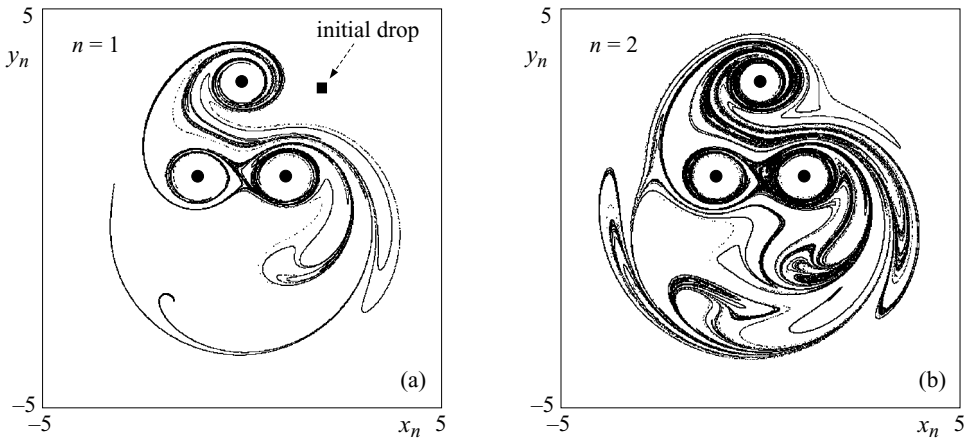 5
y_n
n = 1
initial drop
(a)
–5
–5
x_n
5
5
y_n
n = 2
(b)
–5
–5
x_n
5